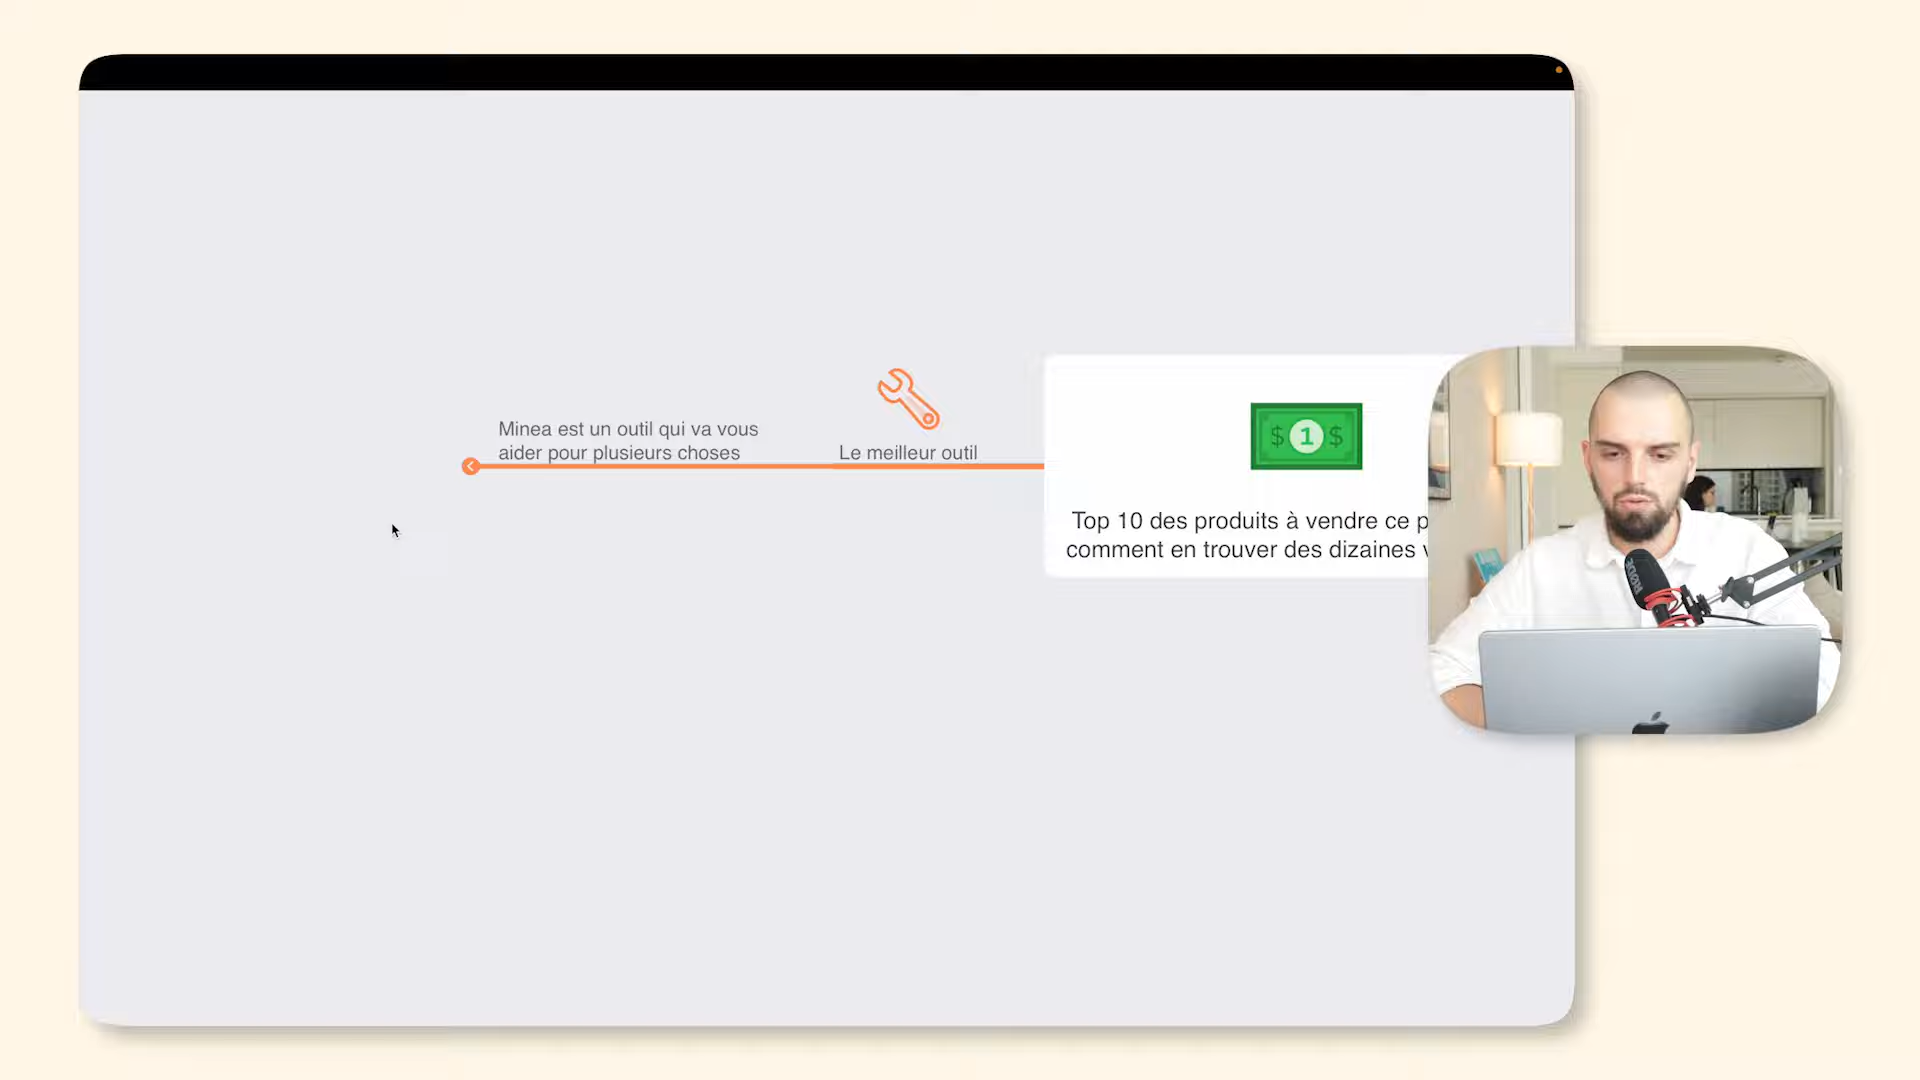 Minea est un outil qui va vous
aider pour plusieurs choses
Le meilleur outil
$ 1 $
Top 10 des produits à vendre ce
comment en trouver des dizaines
RØDE